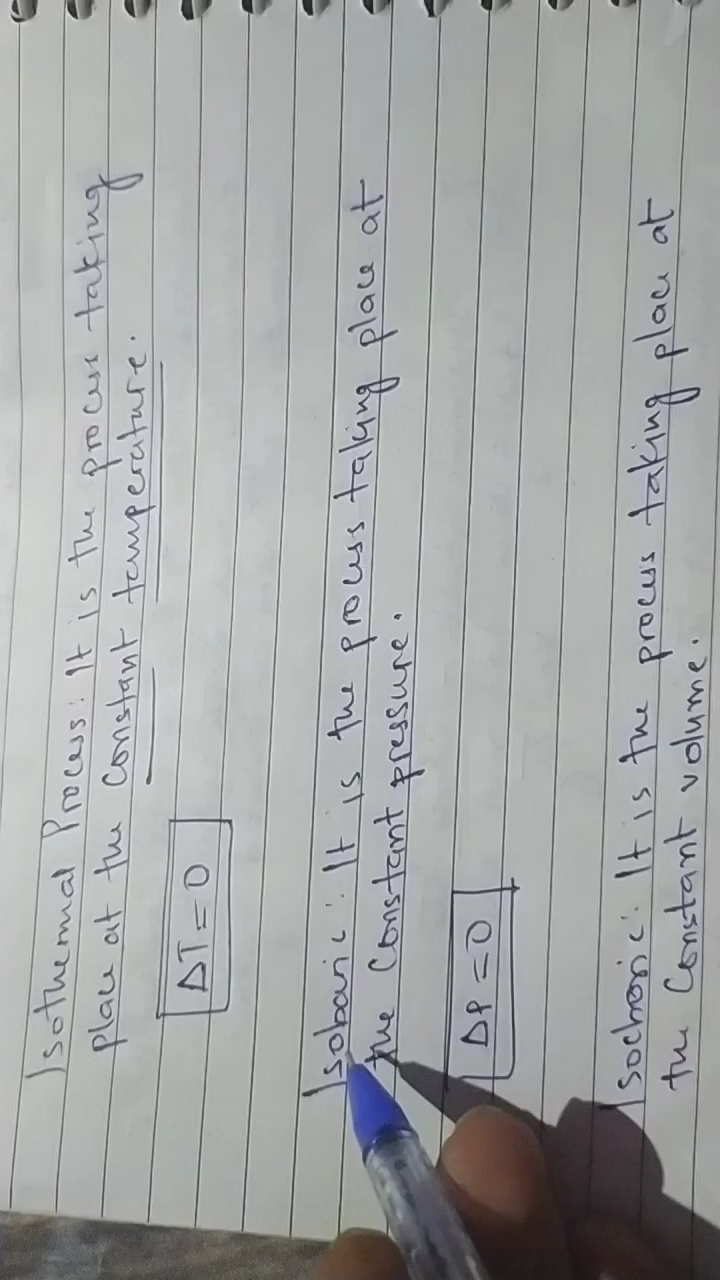 Isothermal Process: It is the process taking
place at the constant tamperature.
ΔT=0
Isobaric: It is the process taking place at
the constant pressure.
ΔP=0
Isochoric: It is the process taking place at
the constant volume.